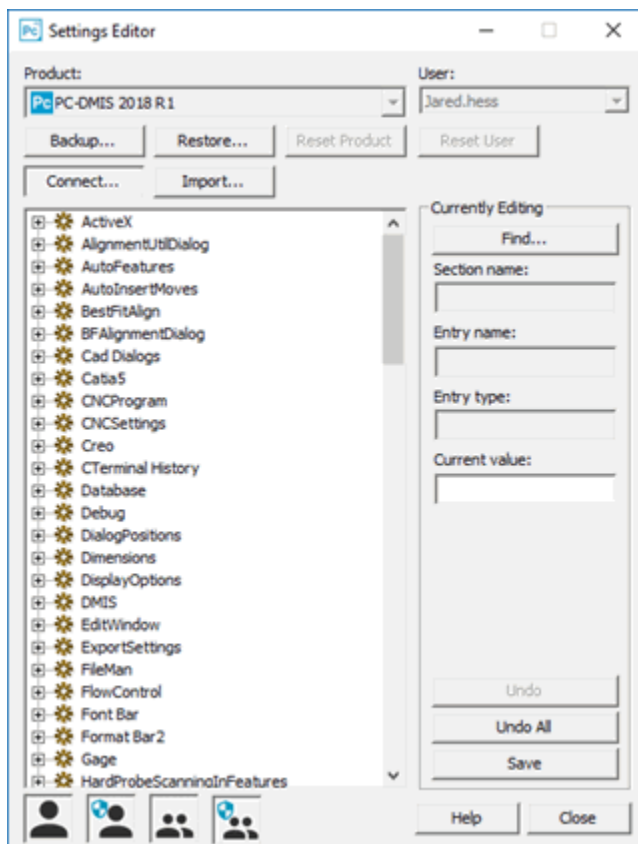 Pc Settings Editor
Product:
User:
Pc PC-DMIS 2018 R1
Jared.hess
Backup...
Restore...
Reset Product
Reset User
Connect...
Import...
ActiveX
AlignmentUtilDialog
AutoFeatures
AutoInsertMoves
BestFitAlign
BFAlignmentDialog
Cad Dialogs
Catia5
CNCProgram
CNCSettings
Creo
CTerminal History
Database
Debug
DialogPositions
Dimensions
DisplayOptions
DMIS
EditWindow
ExportSettings
FileMan
FlowControl
Font Bar
Format Bar2
Gage
HardProbeScanningInFeatures
Currently Editing
Find...
Section name:
Entry name:
Entry type:
Current value:
Undo
Undo All
Save
Help
Close